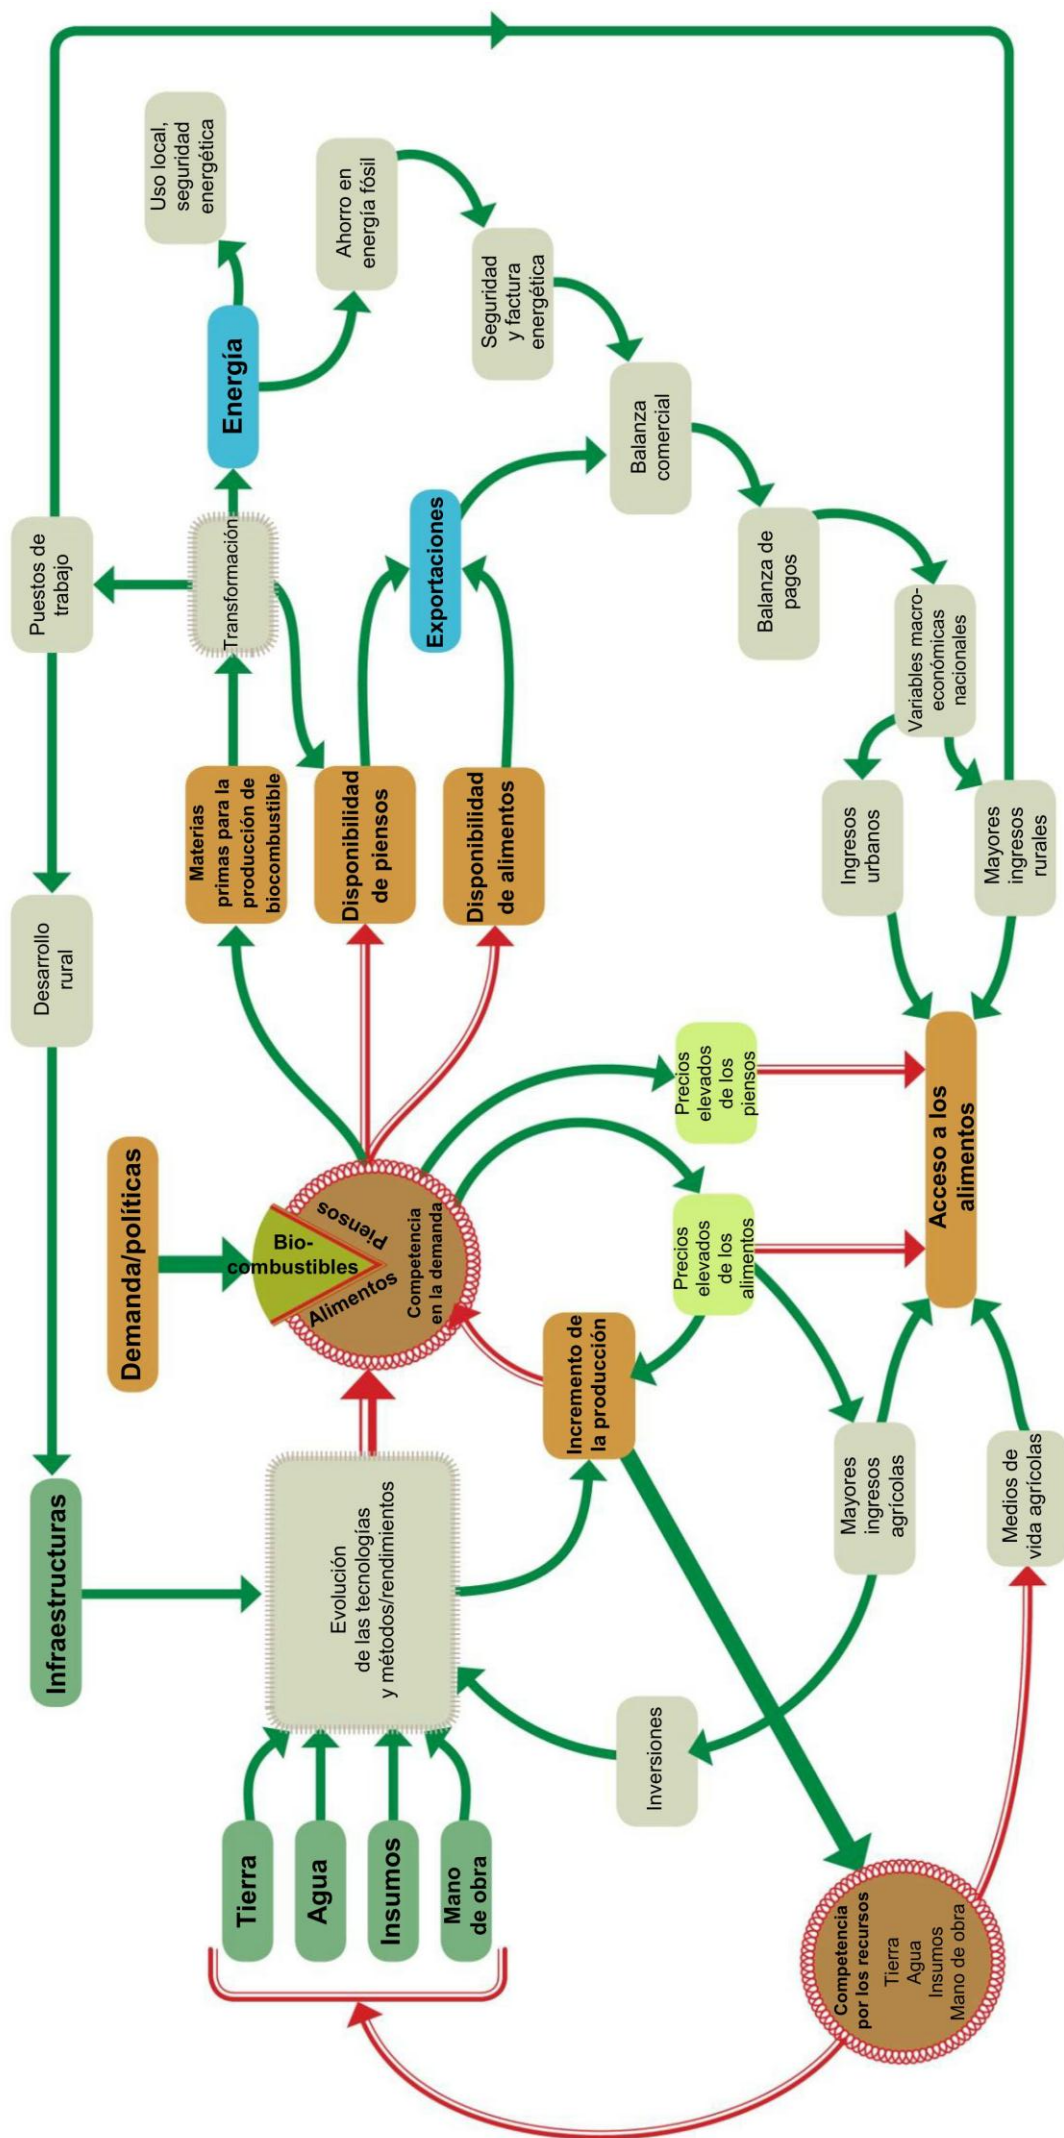 Infraestructuras
Desarrollo
rural
Puestos de
trabajo
Demanda/políticas
Tierra
Agua
Insumos
Mano
de obra
Evolución
de las tecnologías
y métodos/rendimientos
Bio-
combustibles
Alimentos
Piensos
Competencia
en la demanda
Materias
primas para la
producción de
biocombustible
Transformación
Energía
Uso local,
seguridad
energética
Disponibilidad
de piensos
Disponibilidad
de alimentos
Exportaciones
Ahorro en
energía fósil
Seguridad
y factura
energética
Balanza
comercial
Balanza de
pagos
Variables macro-
económicas
nacionales
Incremento de
la producción
Precios
elevados
de los
alimentos
Precios
elevados
de los
piensos
Inversiones
Mayores
ingresos
agrícolas
Ingresos
urbanos
Mayores
ingresos
rurales
Acceso a los
alimentos
Medios de
vida agrícolas
Competencia
por los recursos
Tierra
Agua
Insumos
Mano de obra